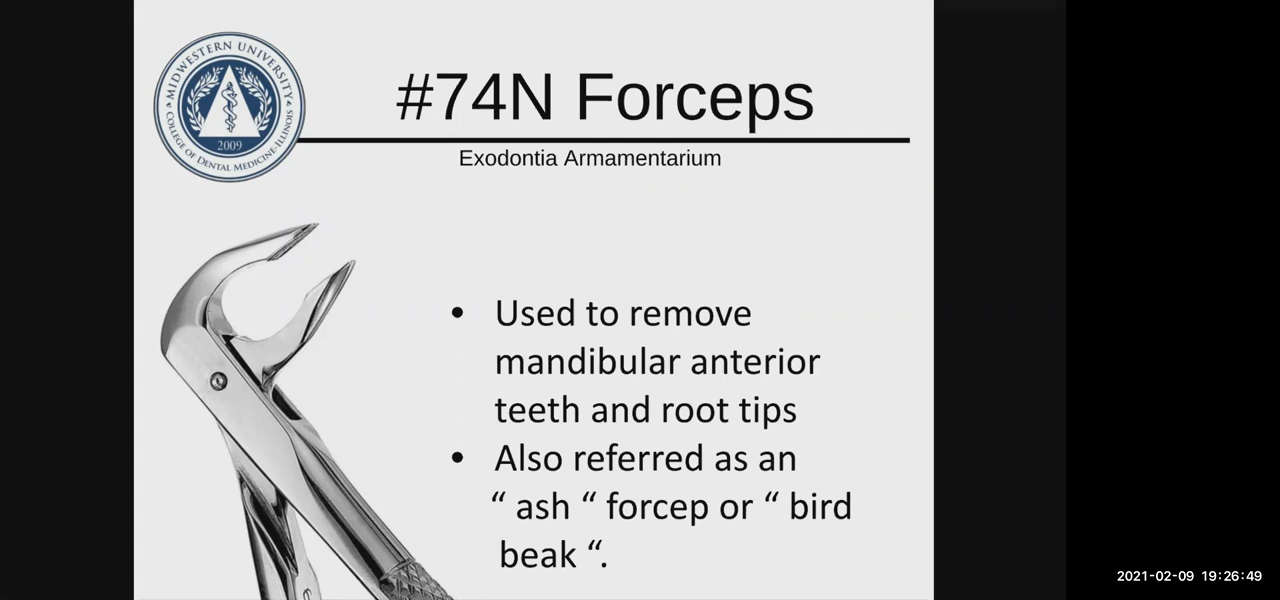 MIDWESTERN UNIVERSITY
COLLEGE OF DENTAL MEDICINE-ILLINOIS
2009
#74N Forceps
Exodontia Armamentarium
• Used to remove
mandibular anterior
teeth and root tips
• Also referred as an
“ ash “ forcep or “ bird
beak “.
2021-02-09 19:26:49